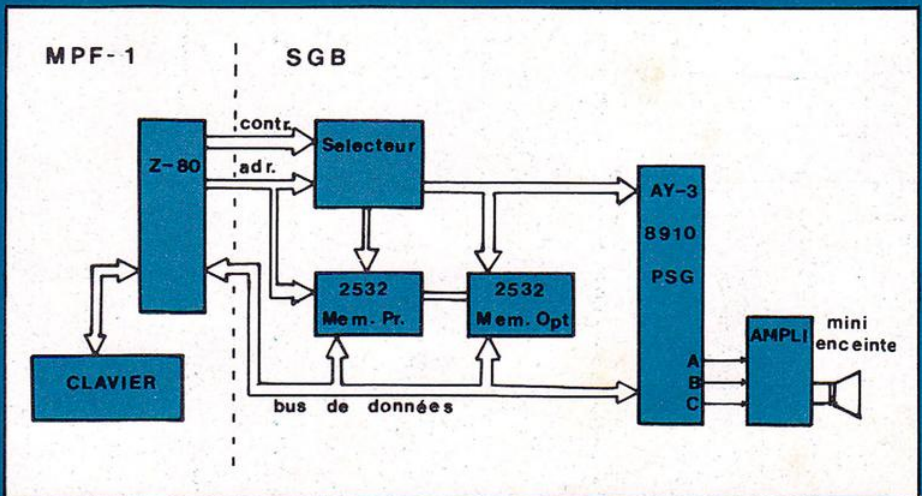 MPF-1
SGB
contr.
Z-80
Sélecteur
adr.
AY-3
8910
PSG
2532
Mem. Pr.
2532
Mem. Opt
mini
enceinte
AMPLI
CLAVIER
A
B
C
bus de données